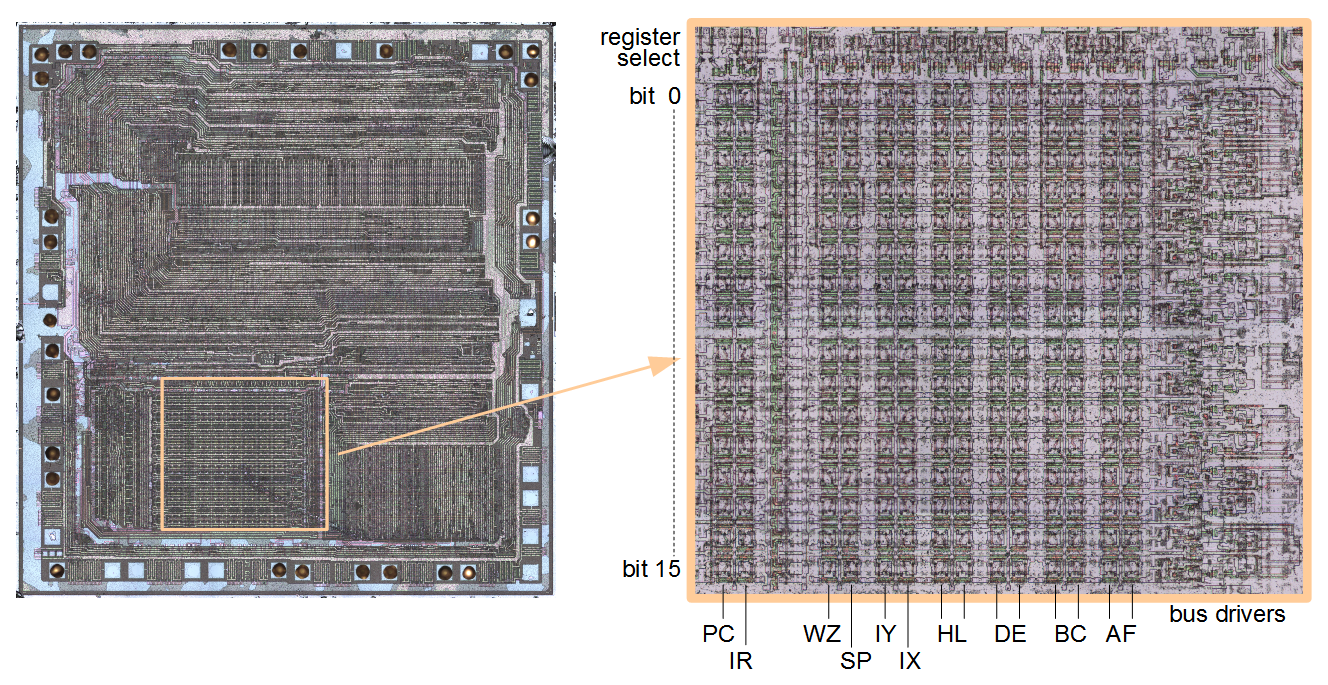 register
select
bit 0
bit 15
bus drivers
PC WZ IY HL DE BC AF
IR SP IX